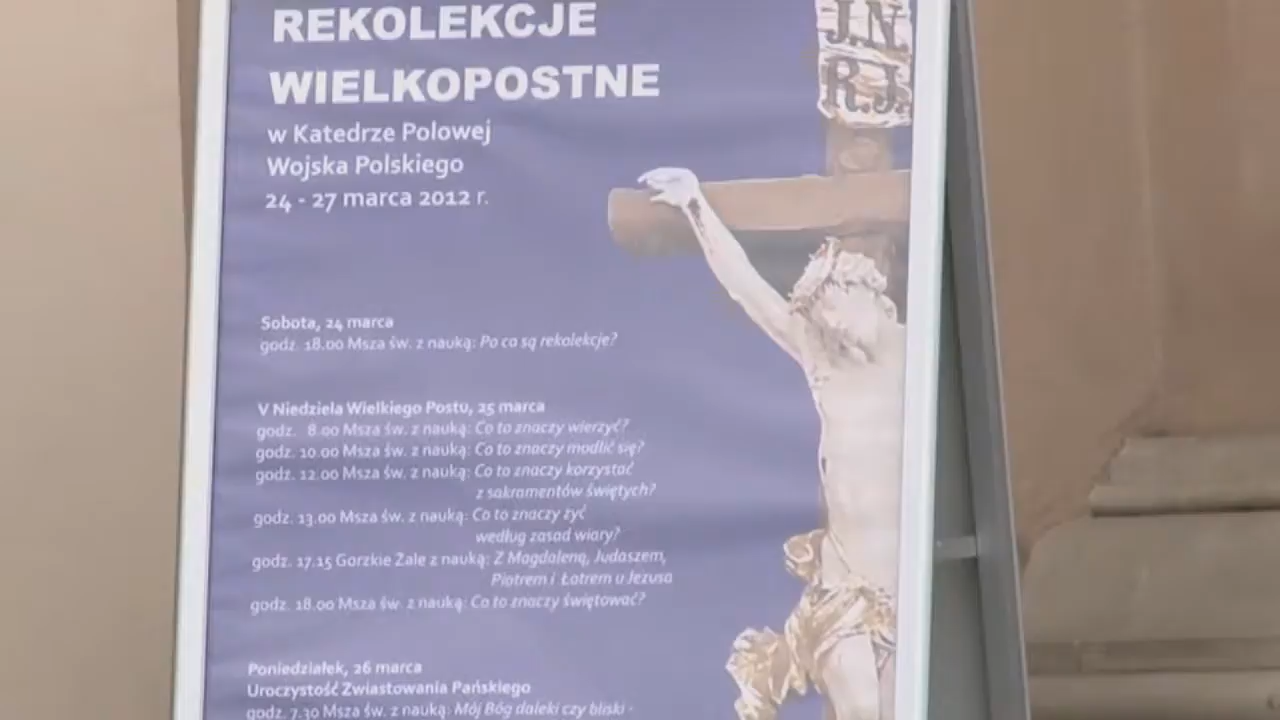 REKOLEKCJE
WIELKOPOSTNE
w Katedrze Polowej
Wojska Polskiego
24 - 27 marca 2012 r.
J.N.
R.J.
Sobota, 24 marca
godz. 18.00 Msza św. z nauką: Po co są rekolekcje?
V Niedziela Wielkiego Postu, 25 marca
godz. 8.00 Msza św. z nauką: Co to znaczy wierzyć?
godz. 10.00 Msza św. z nauką: Co to znaczy modlić się?
godz. 12.00 Msza św. z nauką: Co to znaczy korzystać
z sakramentów świętych?
godz. 13.00 Msza św. z nauką: Co to znaczy żyć
według zasad wiary?
godz. 17.15 Gorzkie Żale z nauką: Z Magdaleną, Judaszem,
Piotrem i Łotrem u Jezusa
godz. 18.00 Msza św. z nauką: Co to znaczy świętować?
Poniedziałek, 26 marca
Uroczystość Zwiastowania Pańskiego
godz. 7.30 Msza św. z nauką: Mój Bóg daleki czy bliski -